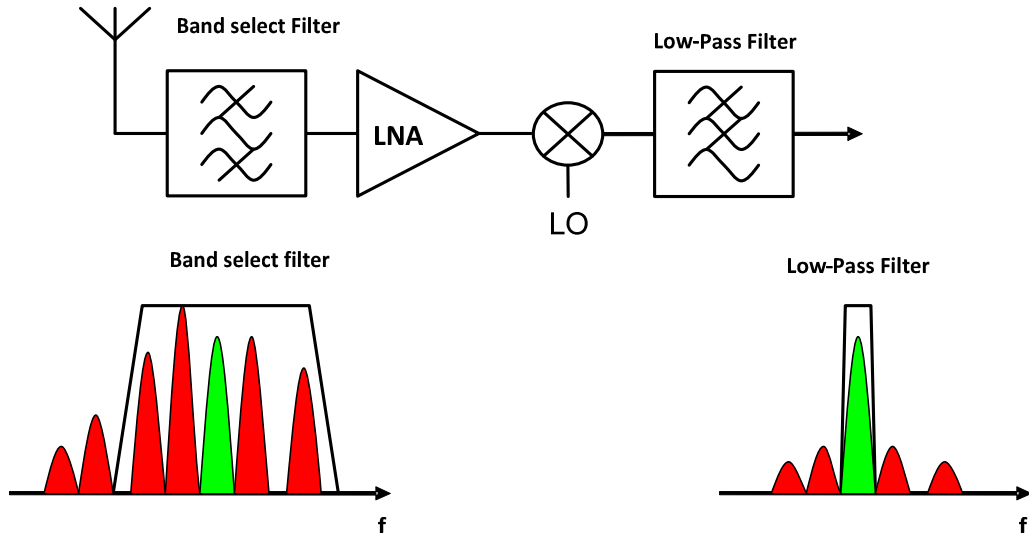 Band select Filter
Low-Pass Filter
LNA
LO
Band select filter
Low-Pass Filter
f
f